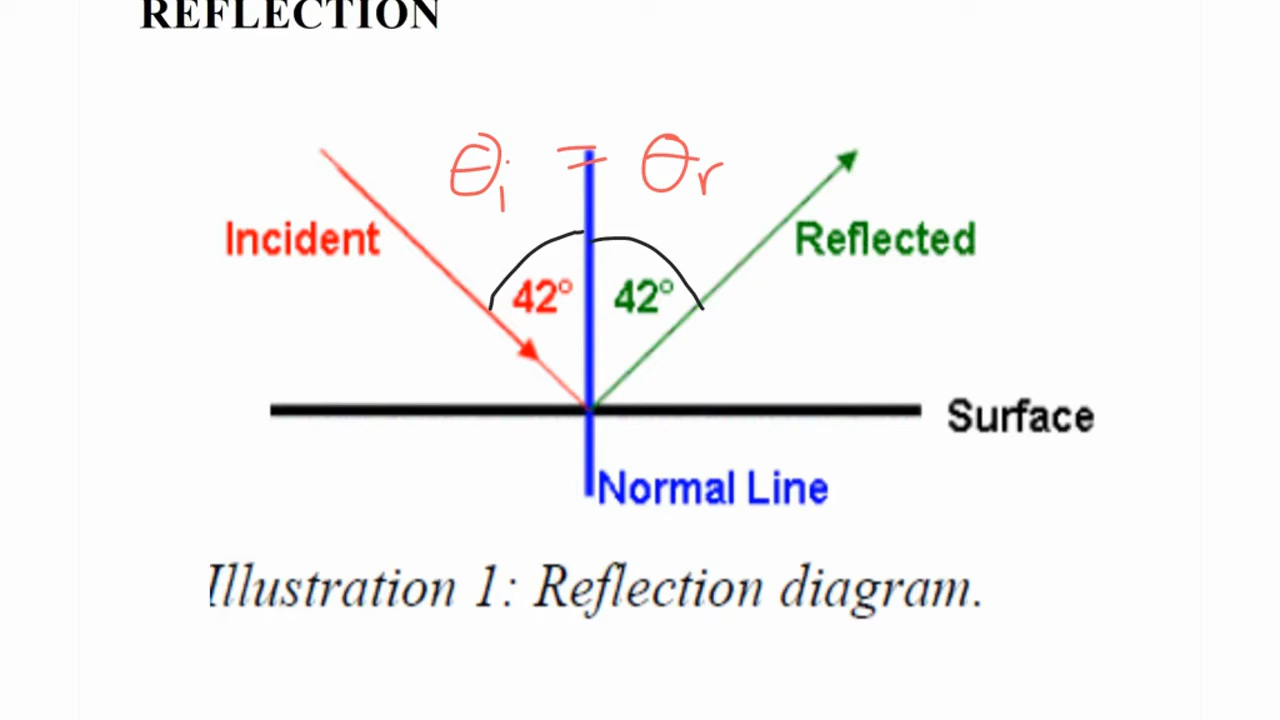 REFLECTION
θi = θr
Incident
Reflected
42° 42°
Surface
Normal Line
Illustration 1: Reflection diagram.